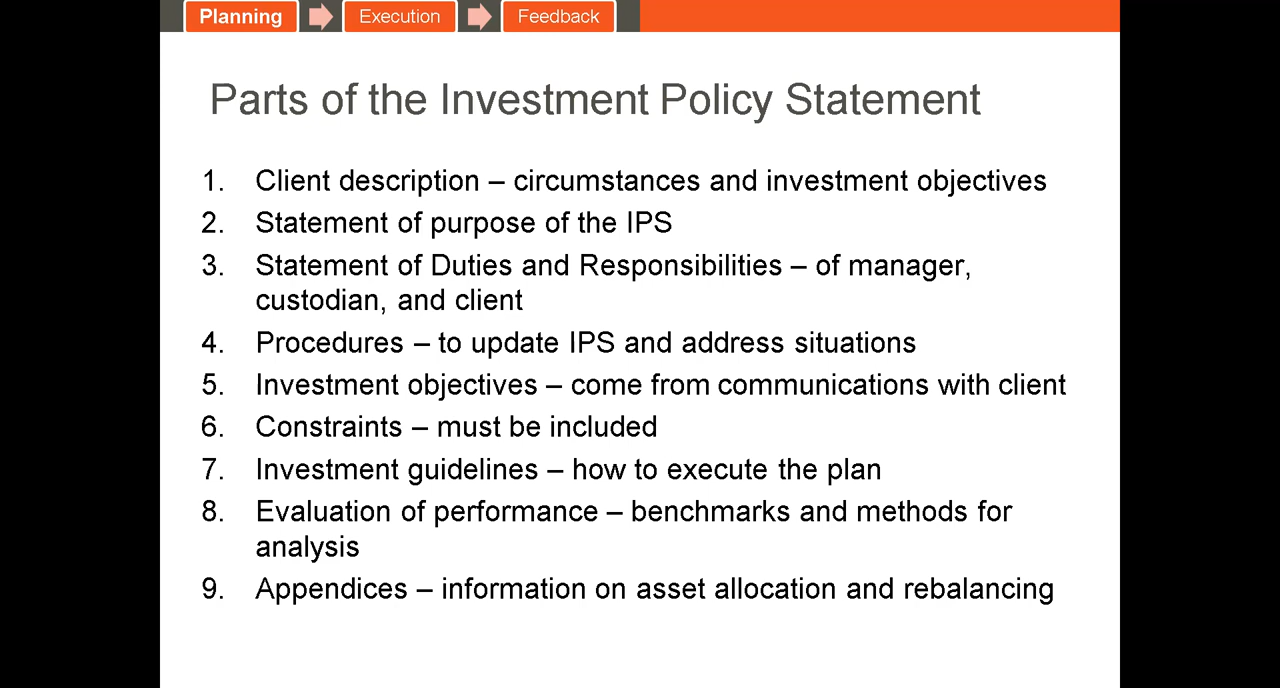 Planning
Execution
Feedback
Parts of the Investment Policy Statement
1. Client description – circumstances and investment objectives
2. Statement of purpose of the IPS
3. Statement of Duties and Responsibilities – of manager,
custodian, and client
4. Procedures – to update IPS and address situations
5. Investment objectives – come from communications with client
6. Constraints – must be included
7. Investment guidelines – how to execute the plan
8. Evaluation of performance – benchmarks and methods for
analysis
9. Appendices – information on asset allocation and rebalancing